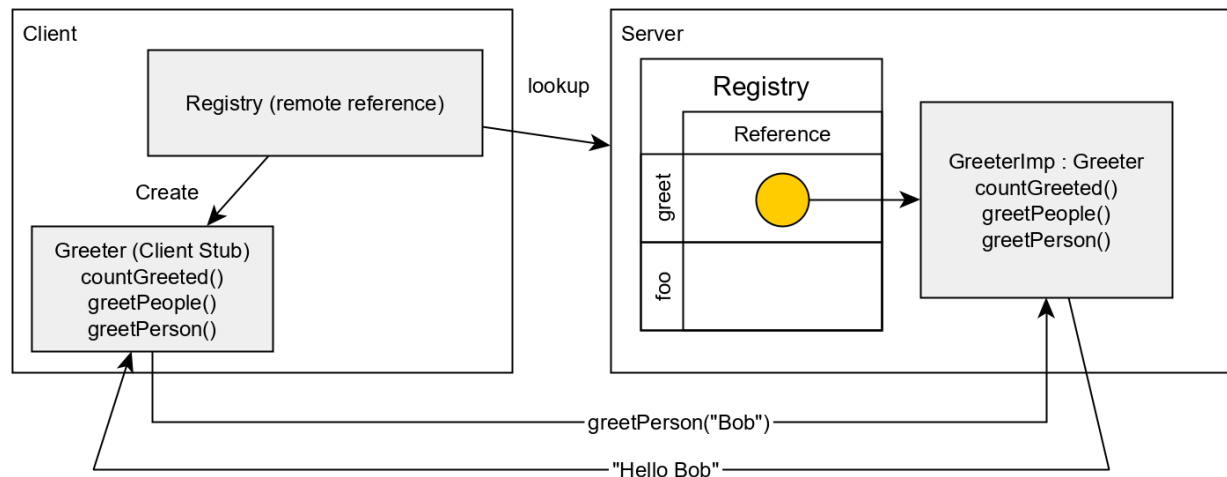 Client
Registry (remote reference)
Create
Greeter (Client Stub)
countGreeted()
greetPeople()
greetPerson()
lookup
Server
Registry
Reference
greet
foo
GreeterImp : Greeter
countGreeted()
greetPeople()
greetPerson()
greetPerson("Bob")
"Hello Bob"